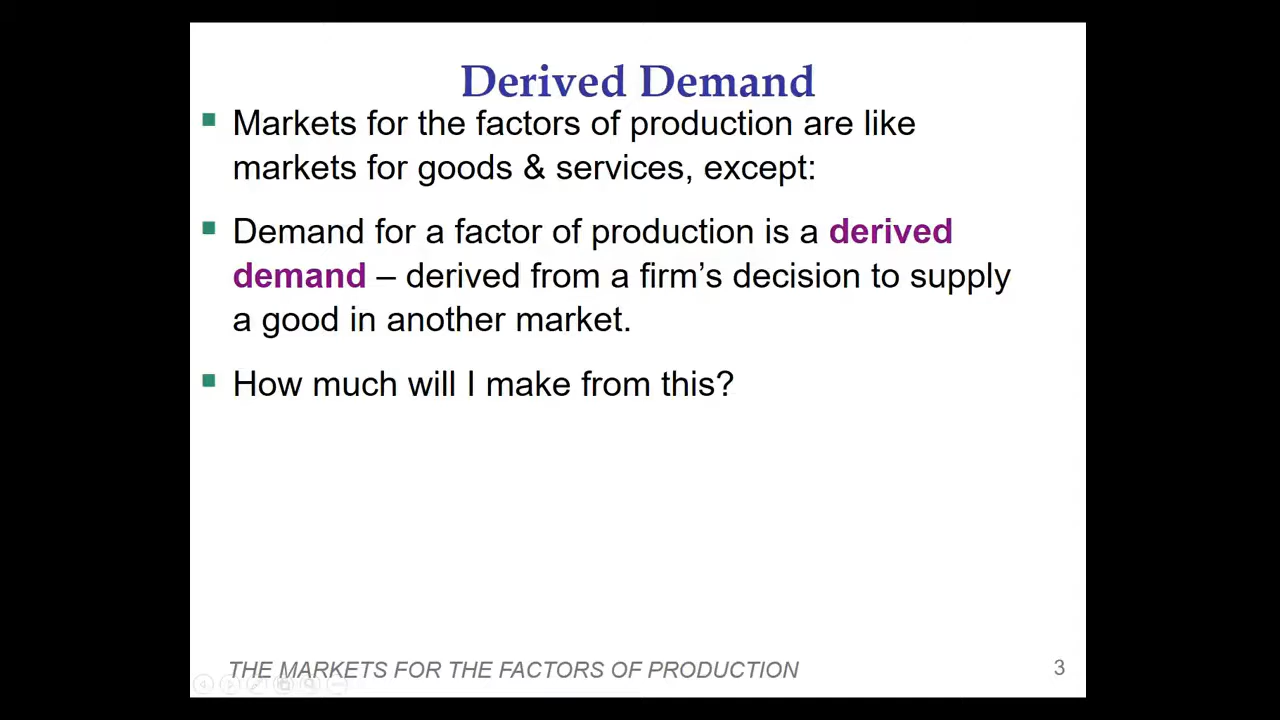 Derived Demand
Markets for the factors of production are like
markets for goods & services, except:
Demand for a factor of production is a derived
demand – derived from a firm's decision to supply
a good in another market.
How much will I make from this?
THE MARKETS FOR THE FACTORS OF PRODUCTION
3